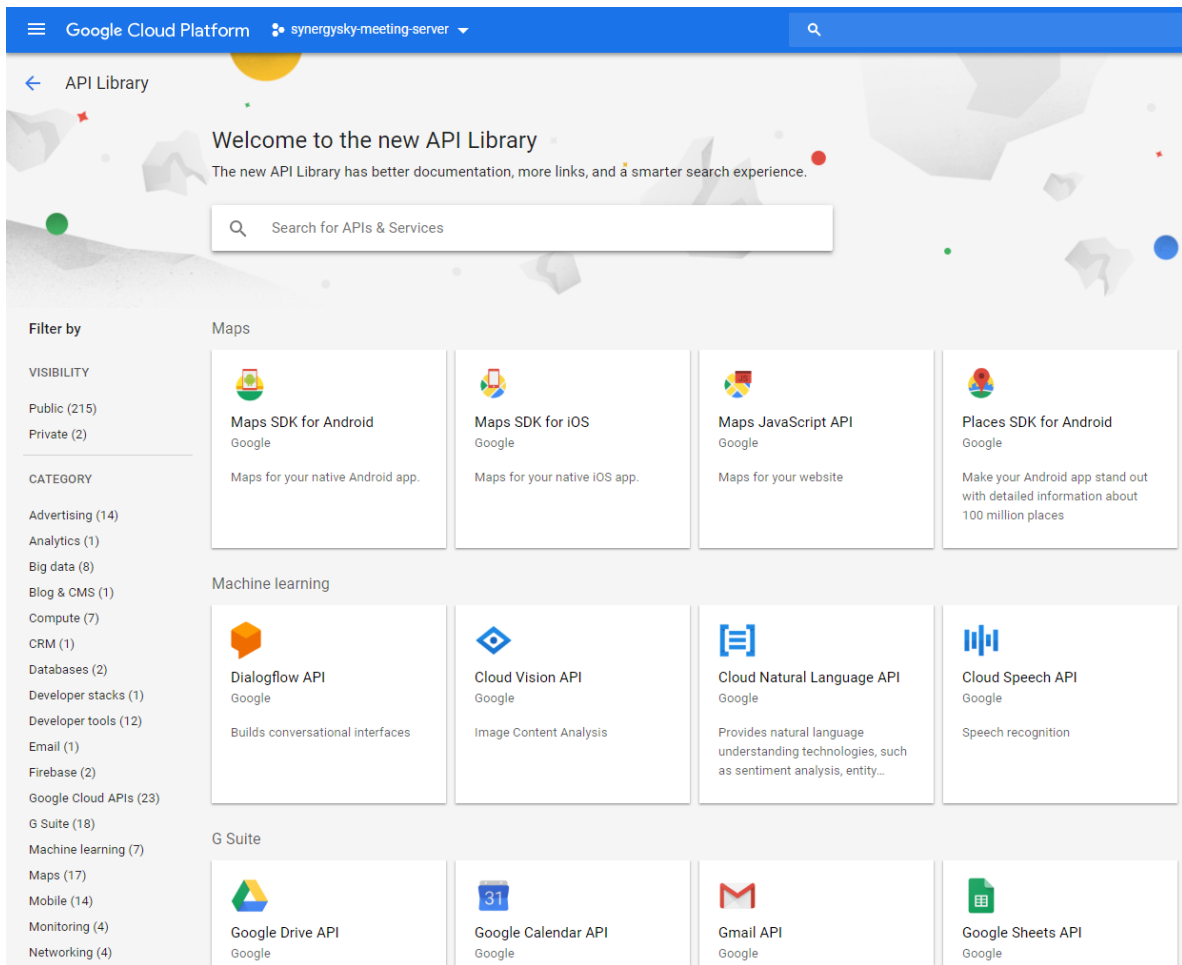 Google Cloud Platform
synergysky-meeting-server
API Library
Welcome to the new API Library
The new API Library has better documentation, more links, and a smarter search experience.
Search for APIs & Services
Filter by
VISIBILITY
Public (215)
Private (2)
CATEGORY
Advertising (14)
Analytics (1)
Big data (8)
Blog & CMS (1)
Compute (7)
CRM (1)
Databases (2)
Developer stacks (1)
Developer tools (12)
Email (1)
Firebase (2)
Google Cloud APIs (23)
G Suite (18)
Machine learning (7)
Maps (17)
Mobile (14)
Monitoring (4)
Networking (4)
Maps
Maps SDK for Android
Google
Maps for your native Android app.
Maps SDK for iOS
Google
Maps for your native iOS app.
Maps JavaScript API
Google
Maps for your website
Places SDK for Android
Google
Make your Android app stand out
with detailed information about
100 million places
Machine learning
Dialogflow API
Google
Builds conversational interfaces
Cloud Vision API
Google
Image Content Analysis
Cloud Natural Language API
Google
Provides natural language
understanding technologies, such
as sentiment analysis, entity...
Cloud Speech API
Google
Speech recognition
G Suite
Google Drive API
Google
31
Google Calendar API
Google
Gmail API
Google
Google Sheets API
Google